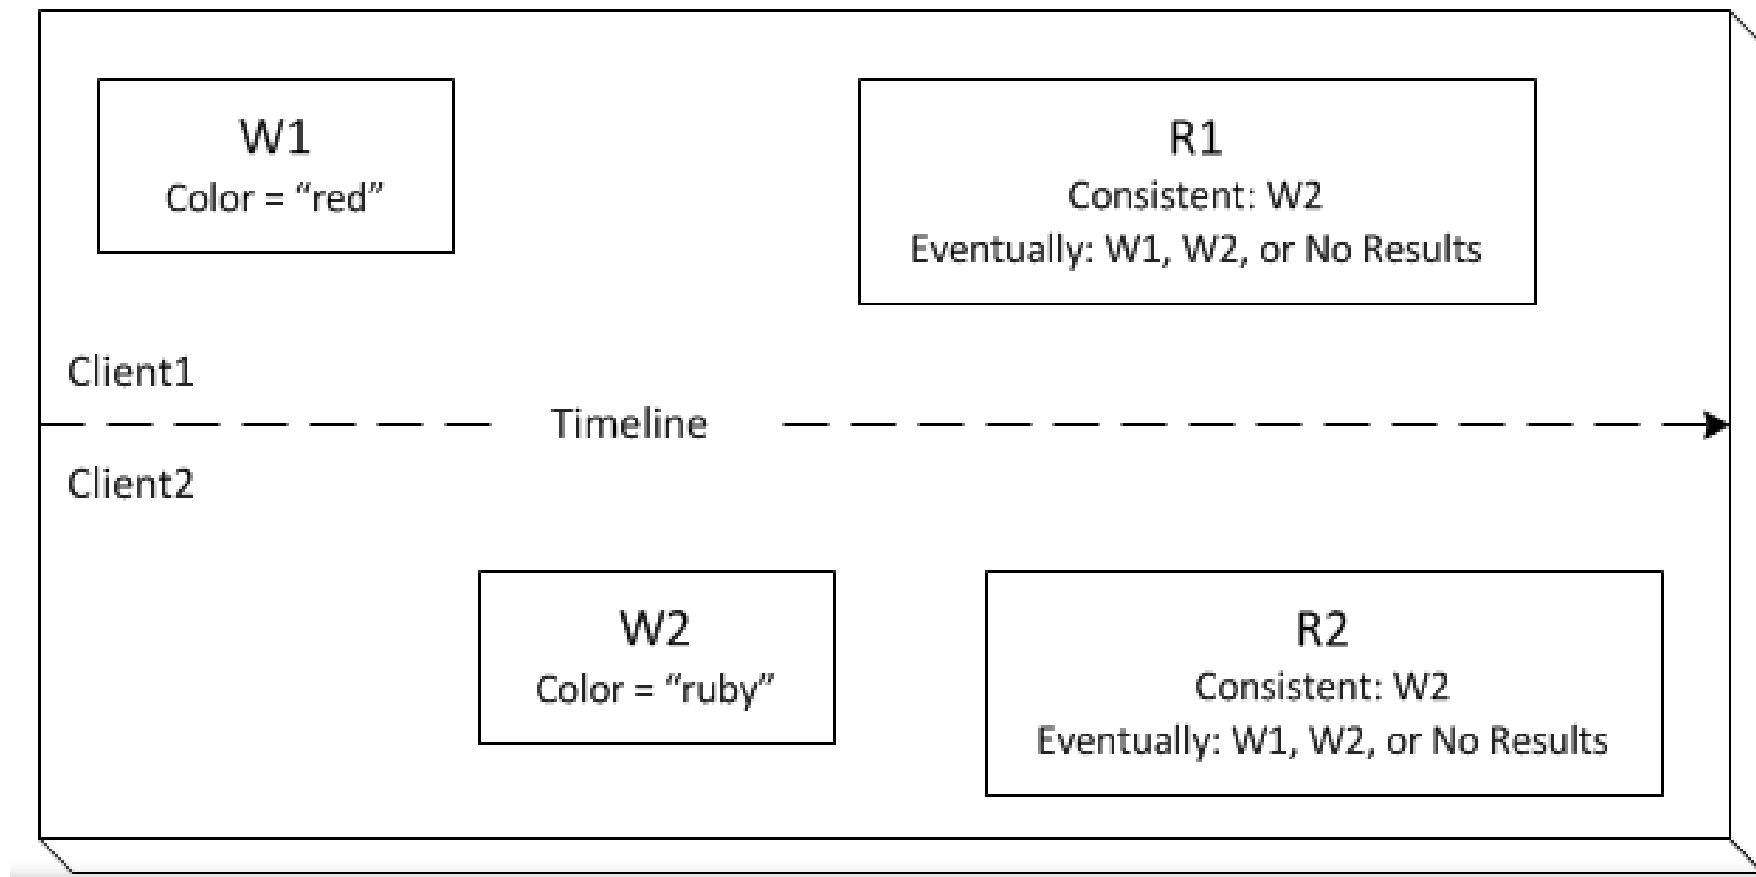 W1
Color = “red”
R1
Consistent: W2
Eventually: W1, W2, or No Results
Client1
Timeline
Client2
W2
Color = “ruby”
R2
Consistent: W2
Eventually: W1, W2, or No Results